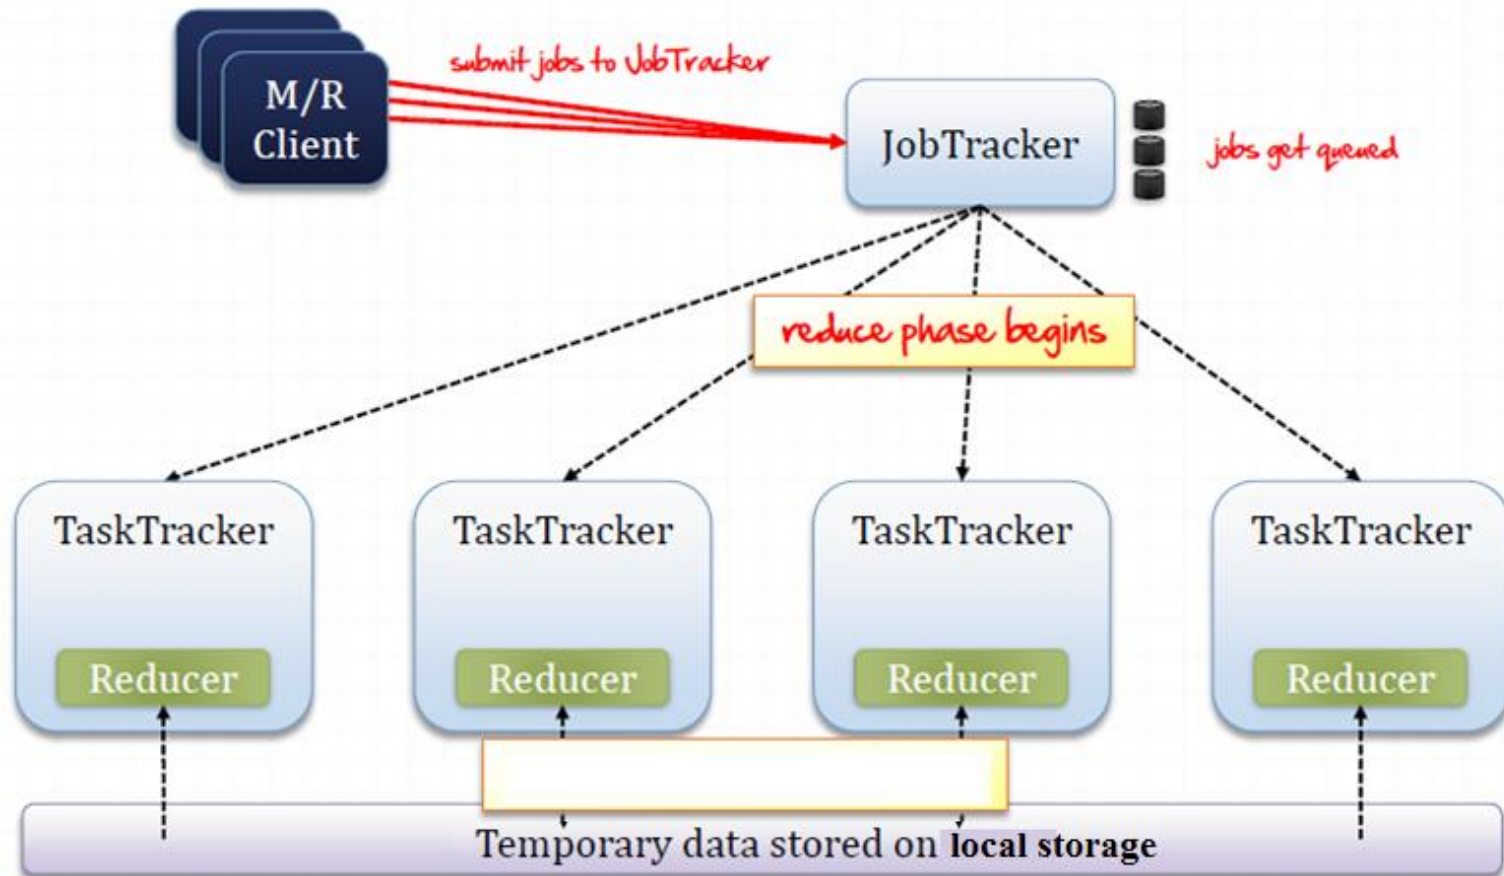 submit jobs to JobTracker
M/R
Client
JobTracker
jobs get queued
reduce phase begins
TaskTracker
TaskTracker
TaskTracker
TaskTracker
Reducer
Reducer
Reducer
Reducer
Temporary data stored on local storage